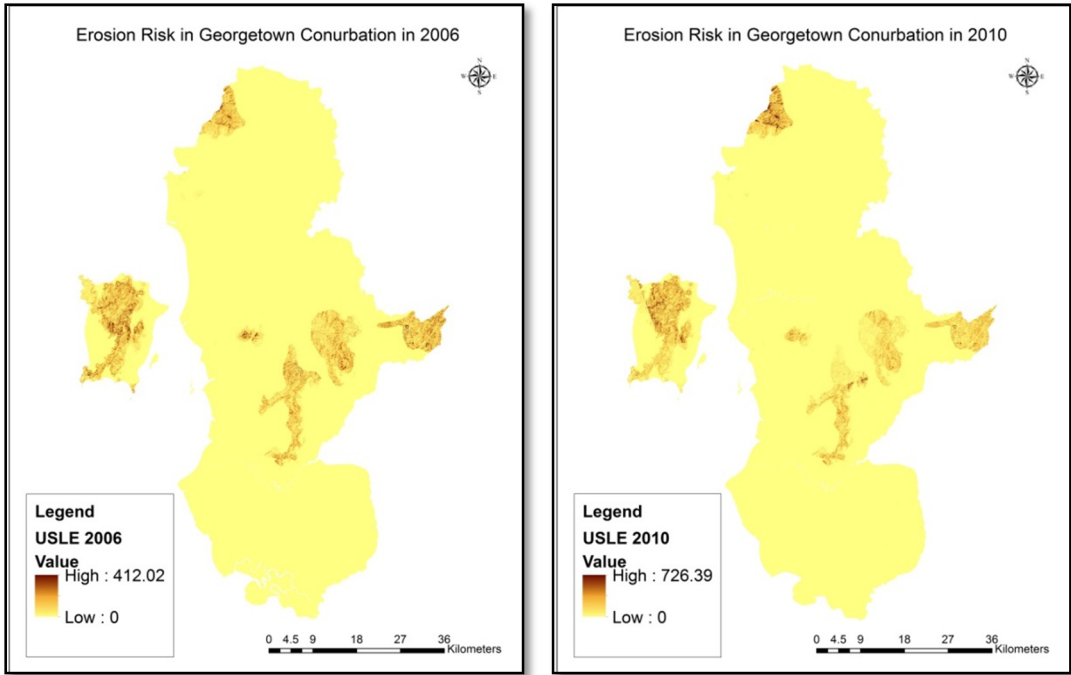 Erosion Risk in Georgetown Conurbation in 2006
N
W E
S
Legend
USLE 2006
Value
High : 412.02
Low : 0
0 4.5 9 18 27 36
Kilometers
Erosion Risk in Georgetown Conurbation in 2010
N
W E
S
Legend
USLE 2010
Value
High : 726.39
Low : 0
0 4.5 9 18 27 36
Kilometers